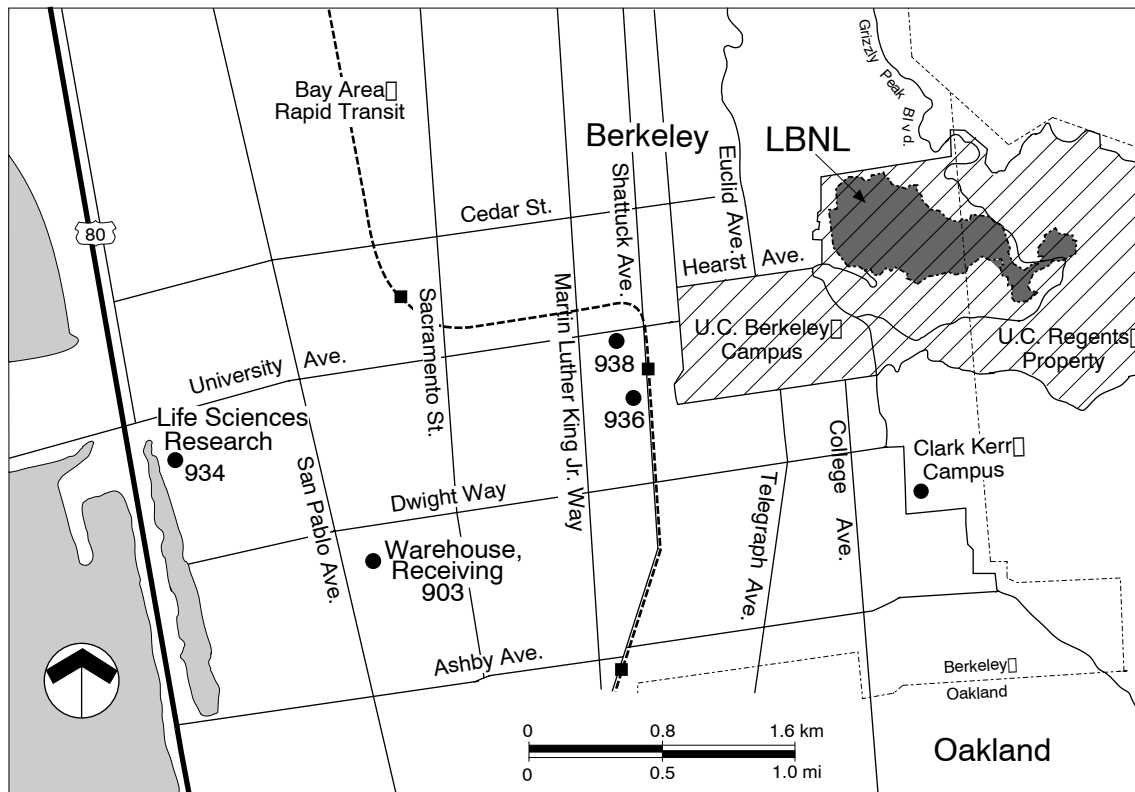 Grizzly Peak Blvd.
Bay Area
Rapid Transit
Berkeley
LBNL
Euclid Ave.
Shattuck Ave.
Cedar St.
80
Hearst Ave.
Sacramento St.
Martin Luther King Jr. Way
U.C. Berkeley
Campus
U.C. Regents
Property
University Ave.
938
936
Life Sciences
Research
934
San Pablo Ave.
College Ave.
Clark Kerr
Campus
Telegraph Ave.
Dwight Way
Warehouse,
Receiving
903
Ashby Ave.
Berkeley
Oakland
0 0.8 1.6 km
0 0.5 1.0 mi
Oakland